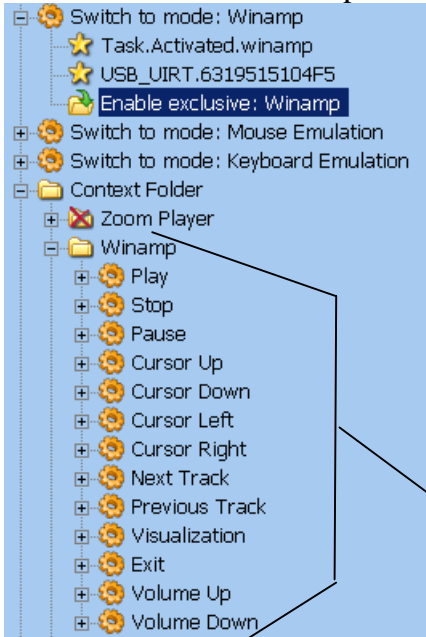 Switch to mode: Winamp
Task.Activated.winamp
USB_UIRT.6319515104F5
Enable exclusive: Winamp
Switch to mode: Mouse Emulation
Switch to mode: Keyboard Emulation
Context Folder
Zoom Player
Winamp
Play
Stop
Pause
Cursor Up
Cursor Down
Cursor Left
Cursor Right
Next Track
Previous Track
Visualization
Exit
Volume Up
Volume Down